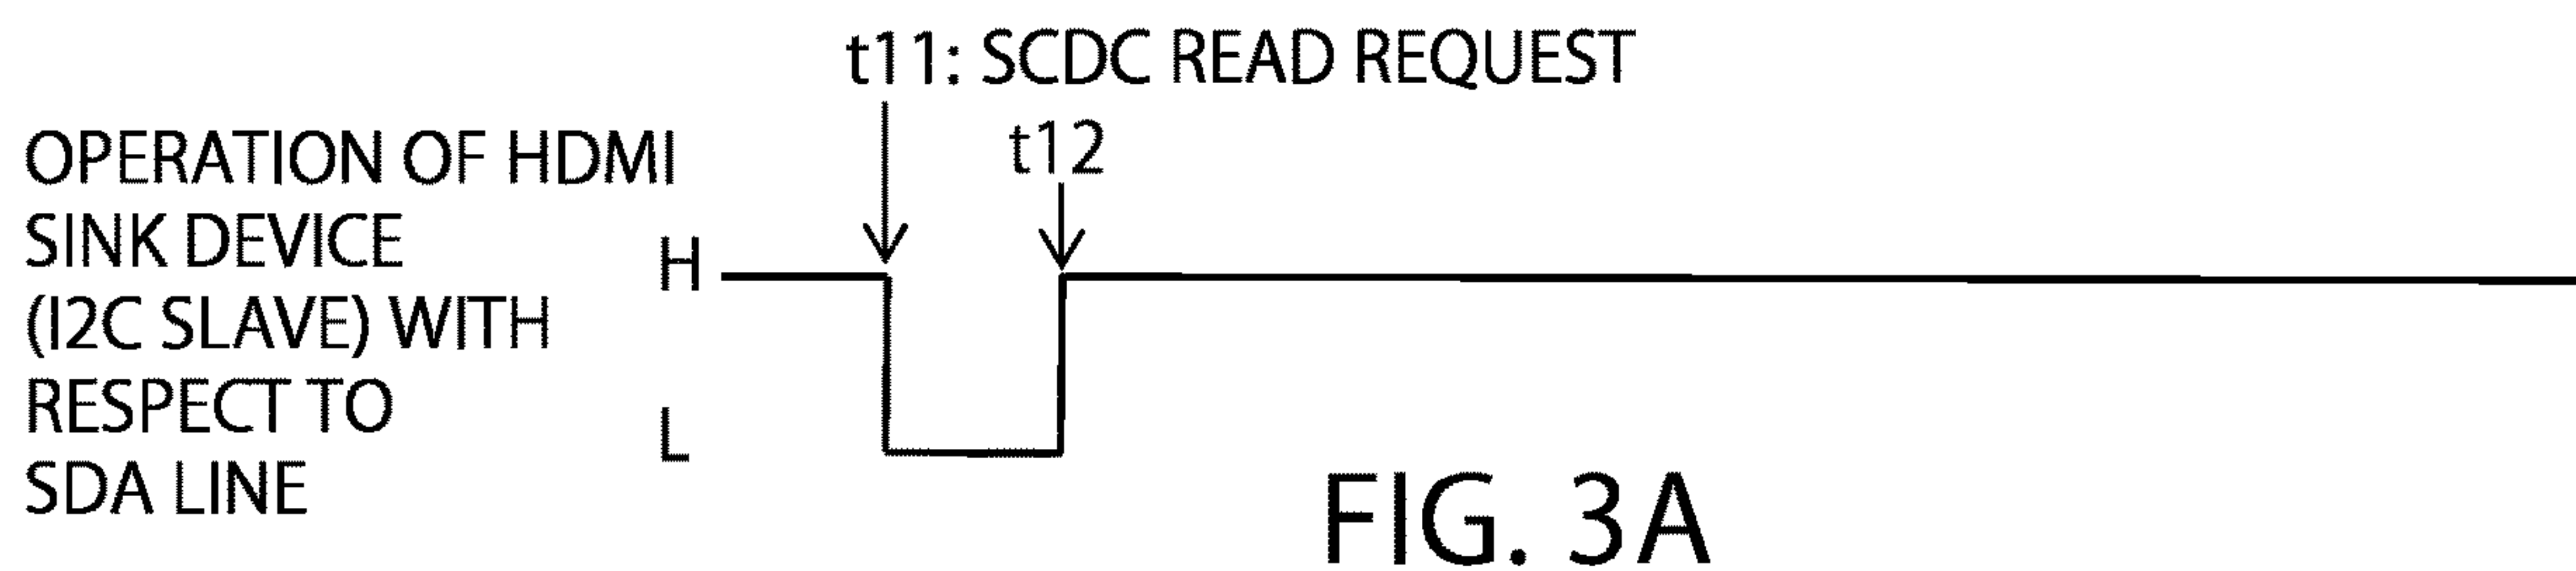 t11: SCDC READ REQUEST
t12
OPERATION OF HDMI
SINK DEVICE
(I2C SLAVE) WITH
RESPECT TO
SDA LINE
H
L
FIG. 3A